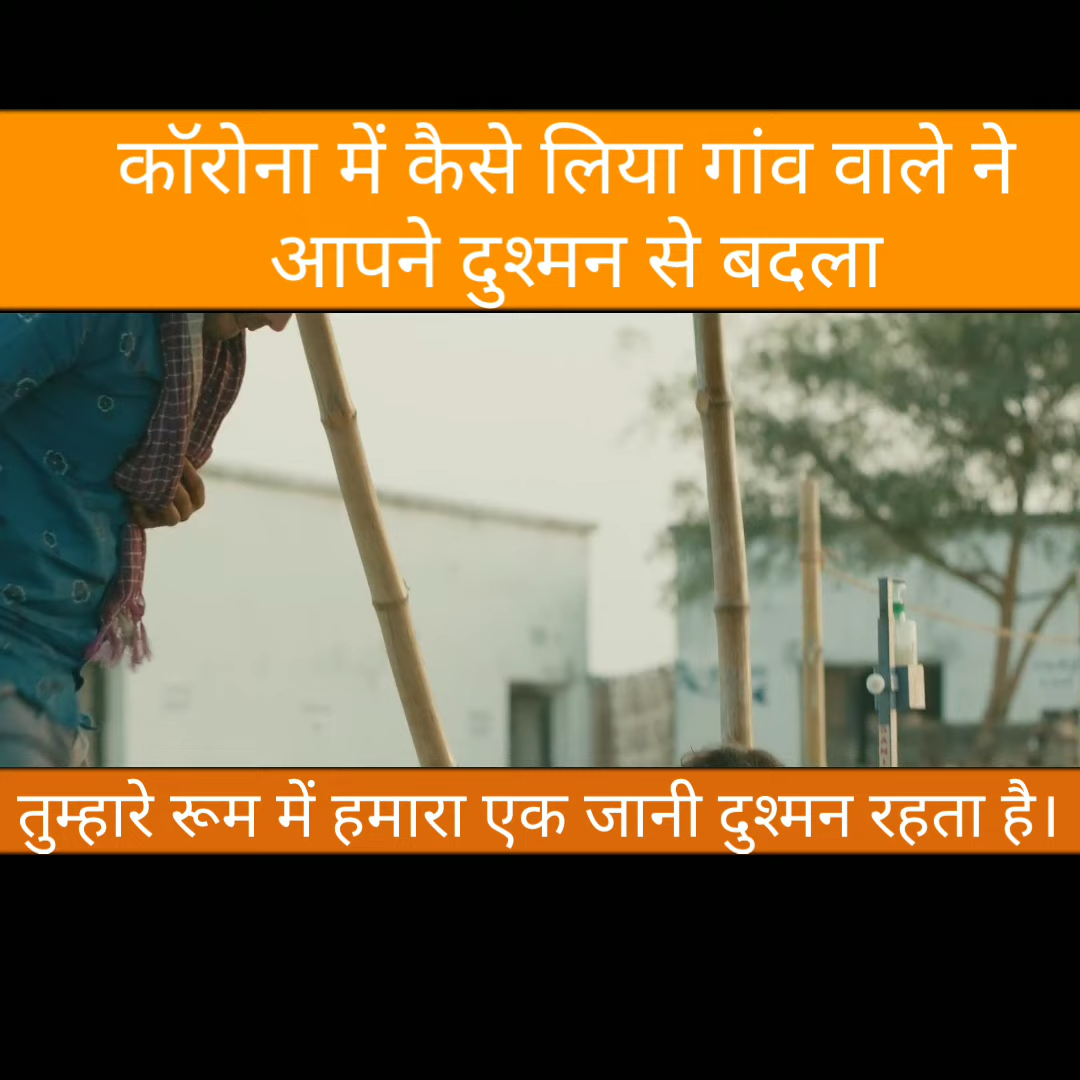 कॉरोना में कैसे लिया गांव वाले ने
आपने दुश्मन से बदला
तुम्हारे रूम में हमारा एक जानी दुश्मन रहता है।